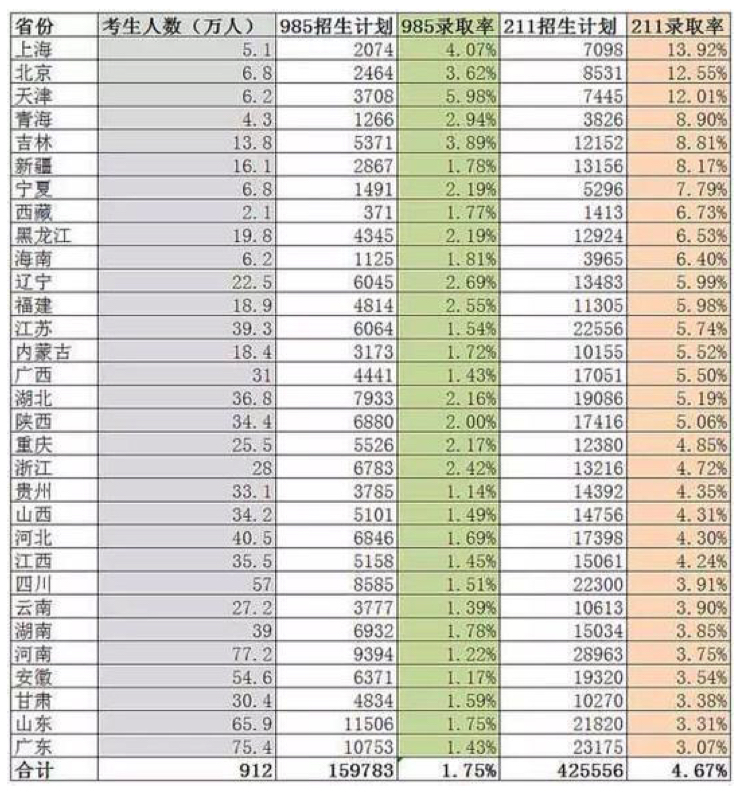 省份 考生人数（万人） 985招生计划 985录取率 211招生计划 211录取率
上海 5.1 2074 4.07% 7098 13.92%
北京 6.8 2464 3.62% 8531 12.55%
天津 6.2 3708 5.98% 7445 12.01%
青海 4.3 1266 2.94% 3826 8.90%
吉林 13.8 5371 3.89% 12152 8.81%
新疆 16.1 2867 1.78% 13156 8.17%
宁夏 6.8 1491 2.19% 5296 7.79%
西藏 2.1 371 1.77% 1413 6.73%
黑龙江 19.8 4345 2.19% 12924 6.53%
海南 6.2 1125 1.81% 3965 6.40%
辽宁 22.5 6045 2.69% 13483 5.99%
福建 18.9 4814 2.55% 11305 5.98%
江苏 39.3 6064 1.54% 22556 5.74%
内蒙古 18.4 3173 1.72% 10155 5.52%
广西 31 4441 1.43% 17051 5.50%
湖北 36.8 7933 2.16% 19086 5.19%
陕西 34.4 6880 2.00% 17416 5.06%
重庆 25.5 5526 2.17% 12380 4.85%
浙江 28 6783 2.42% 13216 4.72%
贵州 33.1 3785 1.14% 14392 4.35%
山西 34.2 5101 1.49% 14756 4.31%
河北 40.5 6846 1.69% 17398 4.30%
江西 35.5 5158 1.45% 15061 4.24%
四川 57 8585 1.51% 22300 3.91%
云南 27.2 3777 1.39% 10613 3.90%
湖南 39 6932 1.78% 15034 3.85%
河南 77.2 9394 1.22% 28963 3.75%
安徽 54.6 6371 1.17% 19320 3.54%
甘肃 30.4 4834 1.59% 10270 3.38%
山东 65.9 11506 1.75% 21820 3.31%
广东 75.4 10753 1.43% 23175 3.07%
合计 912 159783 1.75% 425556 4.67%